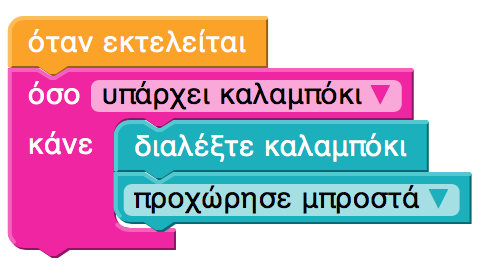 όταν εκτελείται
όσο υπάρχει καλαμπόκι ▼
κάνε διαλέξτε καλαμπόκι
προχώρησε μπροστά ▼